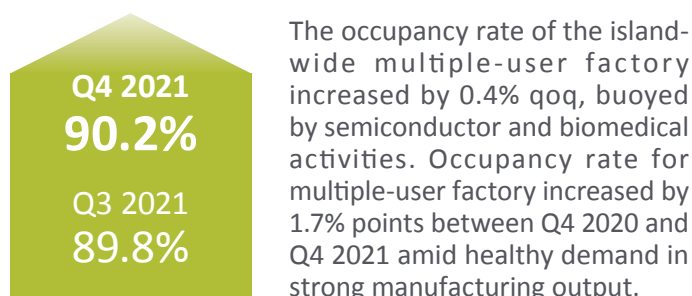 Q4 2021
90.2%
Q3 2021
89.8%
The occupancy rate of the island-
wide multiple-user factory
increased by 0.4% qoq, buoyed
by semiconductor and biomedical
activities. Occupancy rate for
multiple-user factory increased by
1.7% points between Q4 2020 and
Q4 2021 amid healthy demand in
strong manufacturing output.